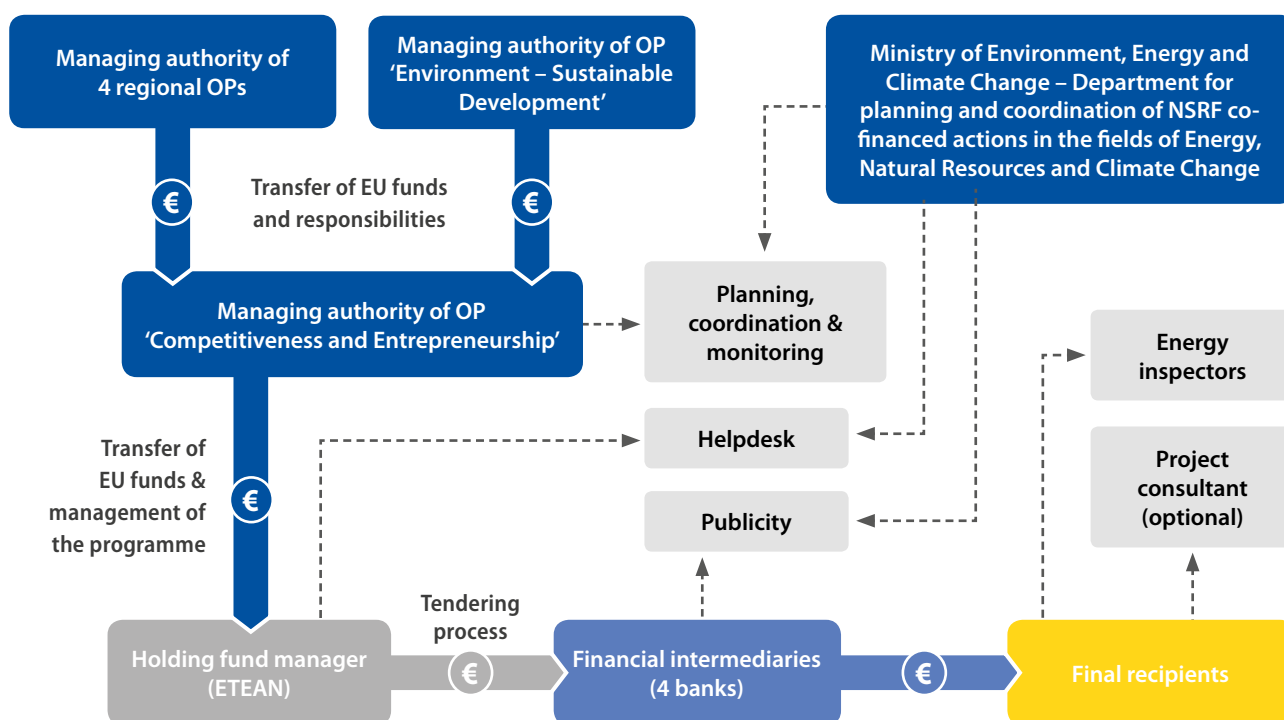 Managing authority of
4 regional OPs
Managing authority of OP
‘Environment – Sustainable
Development’
Ministry of Environment, Energy and
Climate Change – Department for
planning and coordination of NSRF co-
financed actions in the fields of Energy,
Natural Resources and Climate Change
€
Transfer of EU funds
and responsibilities
€
Managing authority of OP
‘Competitiveness and Entrepreneurship’
Planning,
coordination &
monitoring
Energy
inspectors
Helpdesk
Project
consultant
(optional)
Transfer of
EU funds &
management of
the programme
€
Publicity
Tendering
process
Holding fund manager
(ETEAN)
€
Financial intermediaries
(4 banks)
€
Final recipients